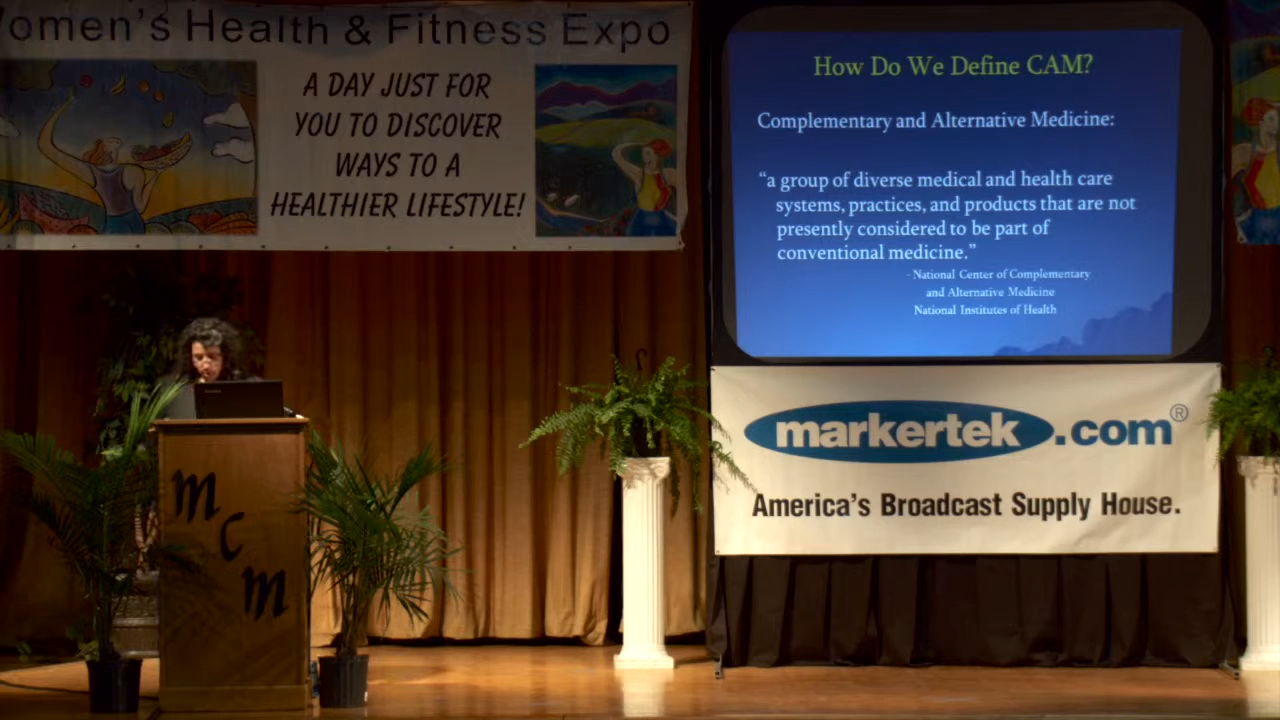 omen's Health & Fitness Expo
A DAY JUST FOR
YOU TO DISCOVER
WAYS TO A
HEALTHIER LIFESTYLE!
How Do We Define CAM?
Complementary and Alternative Medicine:
"a group of diverse medical and health care
systems, practices, and products that are not
presently considered to be part of
conventional medicine."
- National Center of Complementary
and Alternative Medicine
National Institutes of Health
markertek.com®
America's Broadcast Supply House.
m
c
m